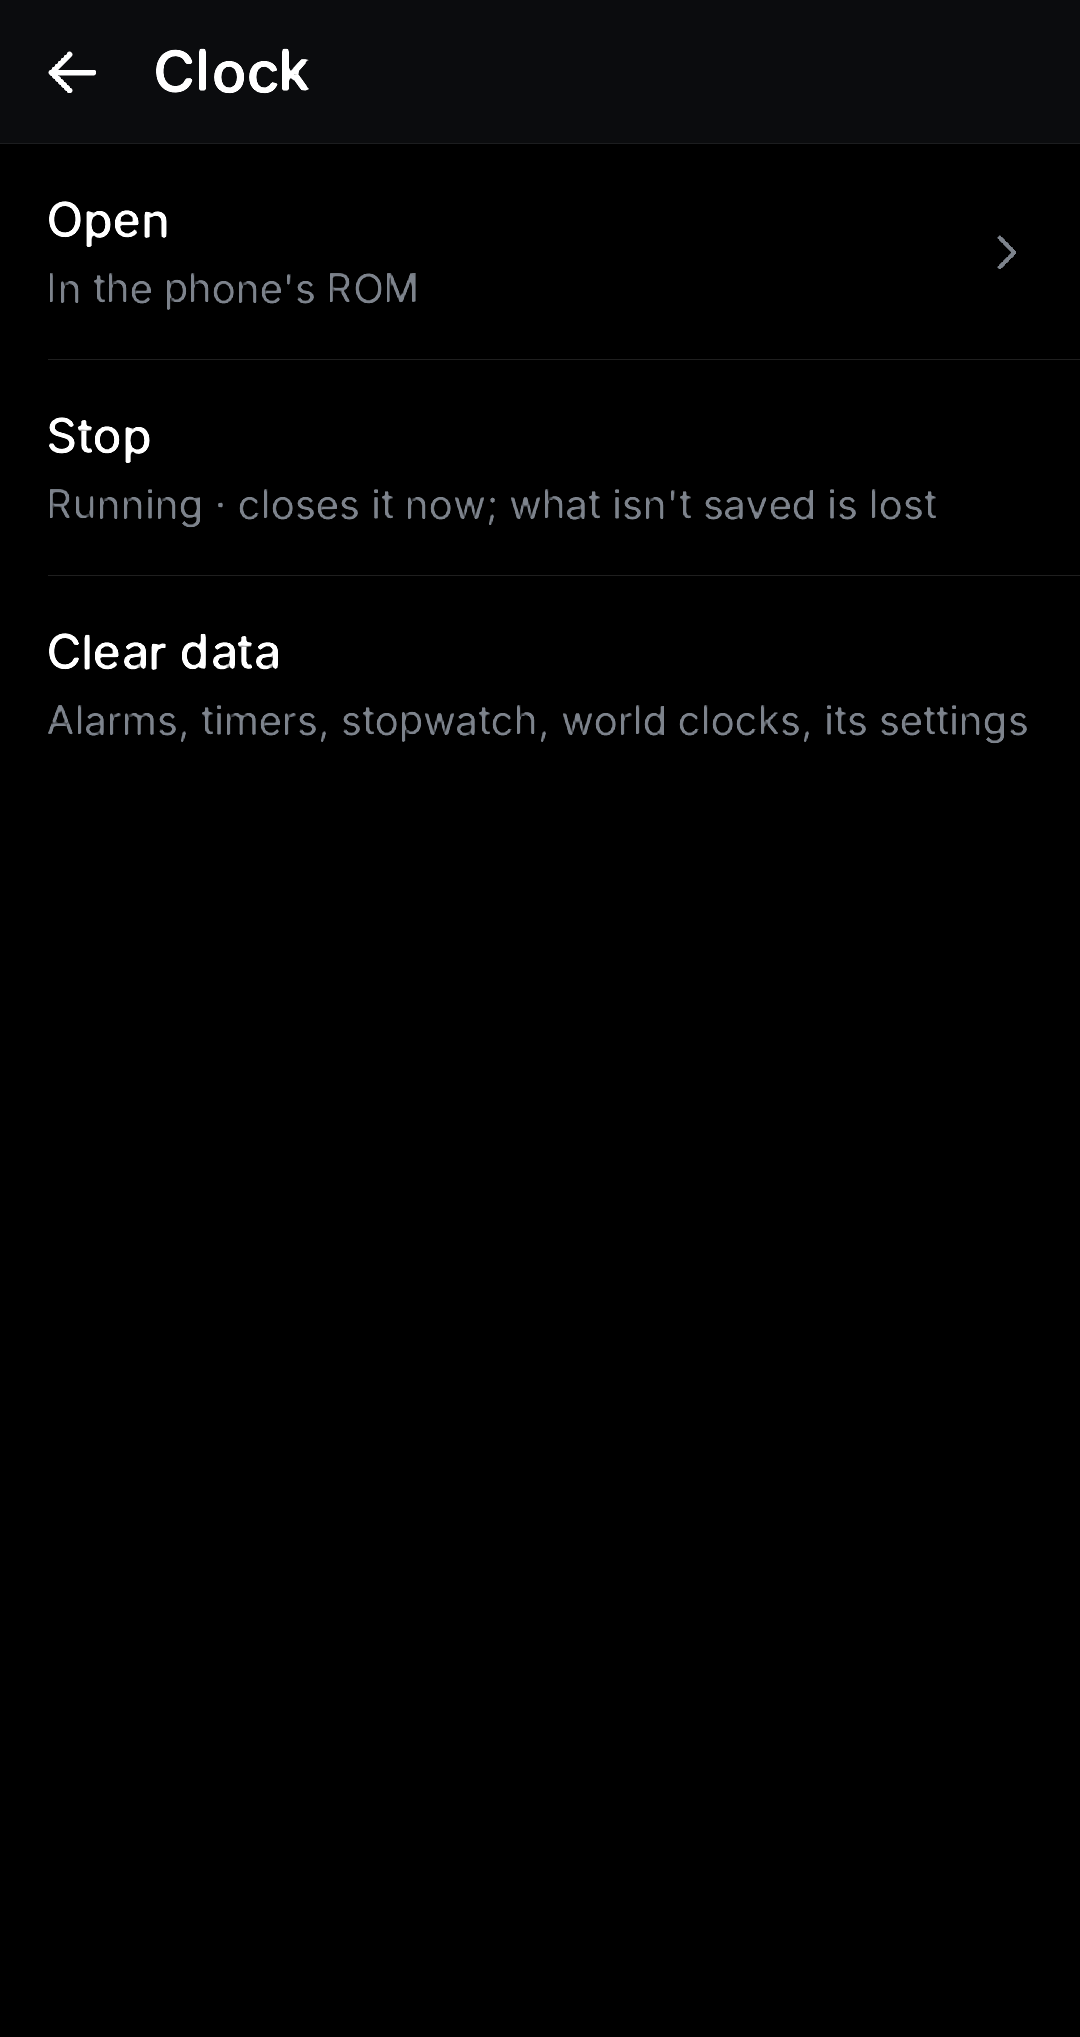 Clock
Open
In the phone's ROM
Stop
Running · closes it now; what isn't saved is lost
Clear data
Alarms, timers, stopwatch, world clocks, its settings